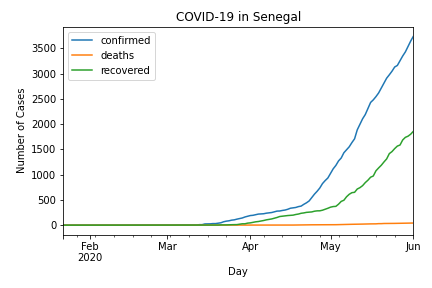 COVID-19 in Senegal
confirmed
deaths
recovered
Number of Cases
3500
3000
2500
2000
1500
1000
500
0
Feb Mar Apr May Jun
2020
Day